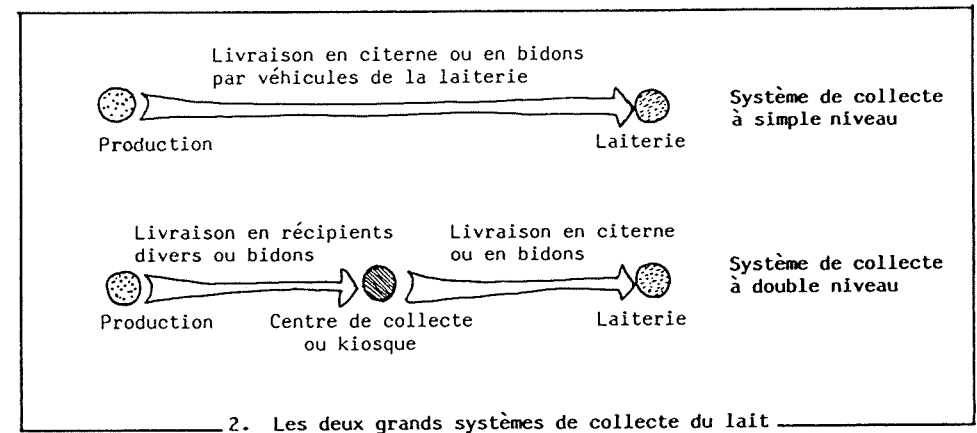 Livraison en citerne ou en bidons
par véhicules de la laiterie
Système de collecte
à simple niveau
Production
Laiterie
Livraison en récipients
divers ou bidons
Livraison en citerne
ou en bidons
Système de collecte
à double niveau
Production
Centre de collecte
ou kiosque
Laiterie
2. Les deux grands systèmes de collecte du lait